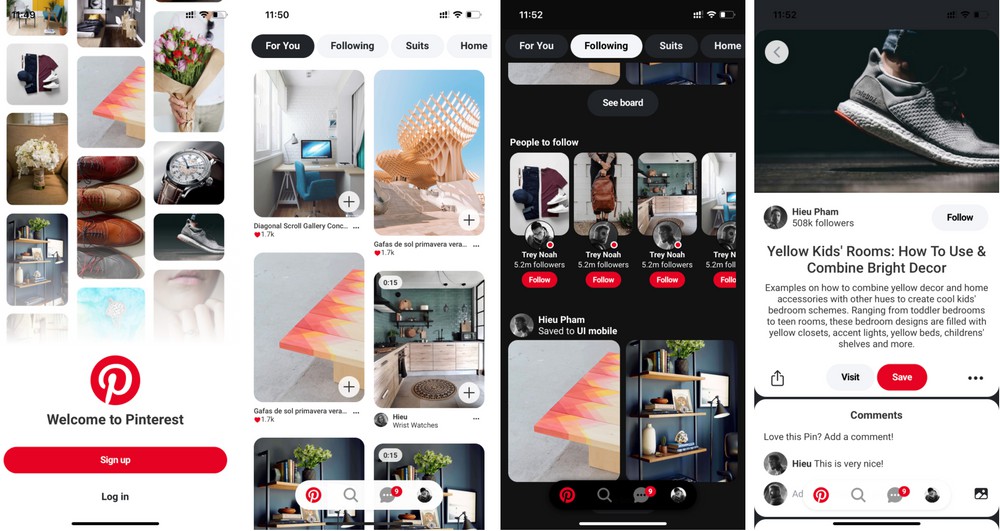 11:49
Welcome to Pinterest
Sign up
Log in
11:50
For You
Following
Suits
Home
Diagonal Scroll Gallery Conc...
1.7k
Gafas de sol primavera vera...
1.7k
0:15
Gafas de sol primavera vera...
1.7k
Hieu
Wrist Watches
0:15
9
11:52
For You
Following
Suits
Home
See board
People to follow
Trey Noah
5.2m followers
Follow
Trey Noah
5.2m followers
Follow
Trey Noah
5.2m followers
Follow
Trey N
5.2m fo
Follo
Hieu Pham
Saved to UI mobile
9
11:52
Hieu Pham
508k followers
Follow
Yellow Kids' Rooms: How To Use &
Combine Bright Decor
Examples on how to combine yellow decor and home
accessories with other hues to create cool kids'
bedroom schemes. Ranging from toddler bedrooms
to teen rooms, these bedroom designs are filled with
yellow closets, accent lights, yellow beds, childrens'
shelves and more.
Visit
Save
Comments
Love this Pin? Add a comment!
Hieu This is very nice!
Ad
9